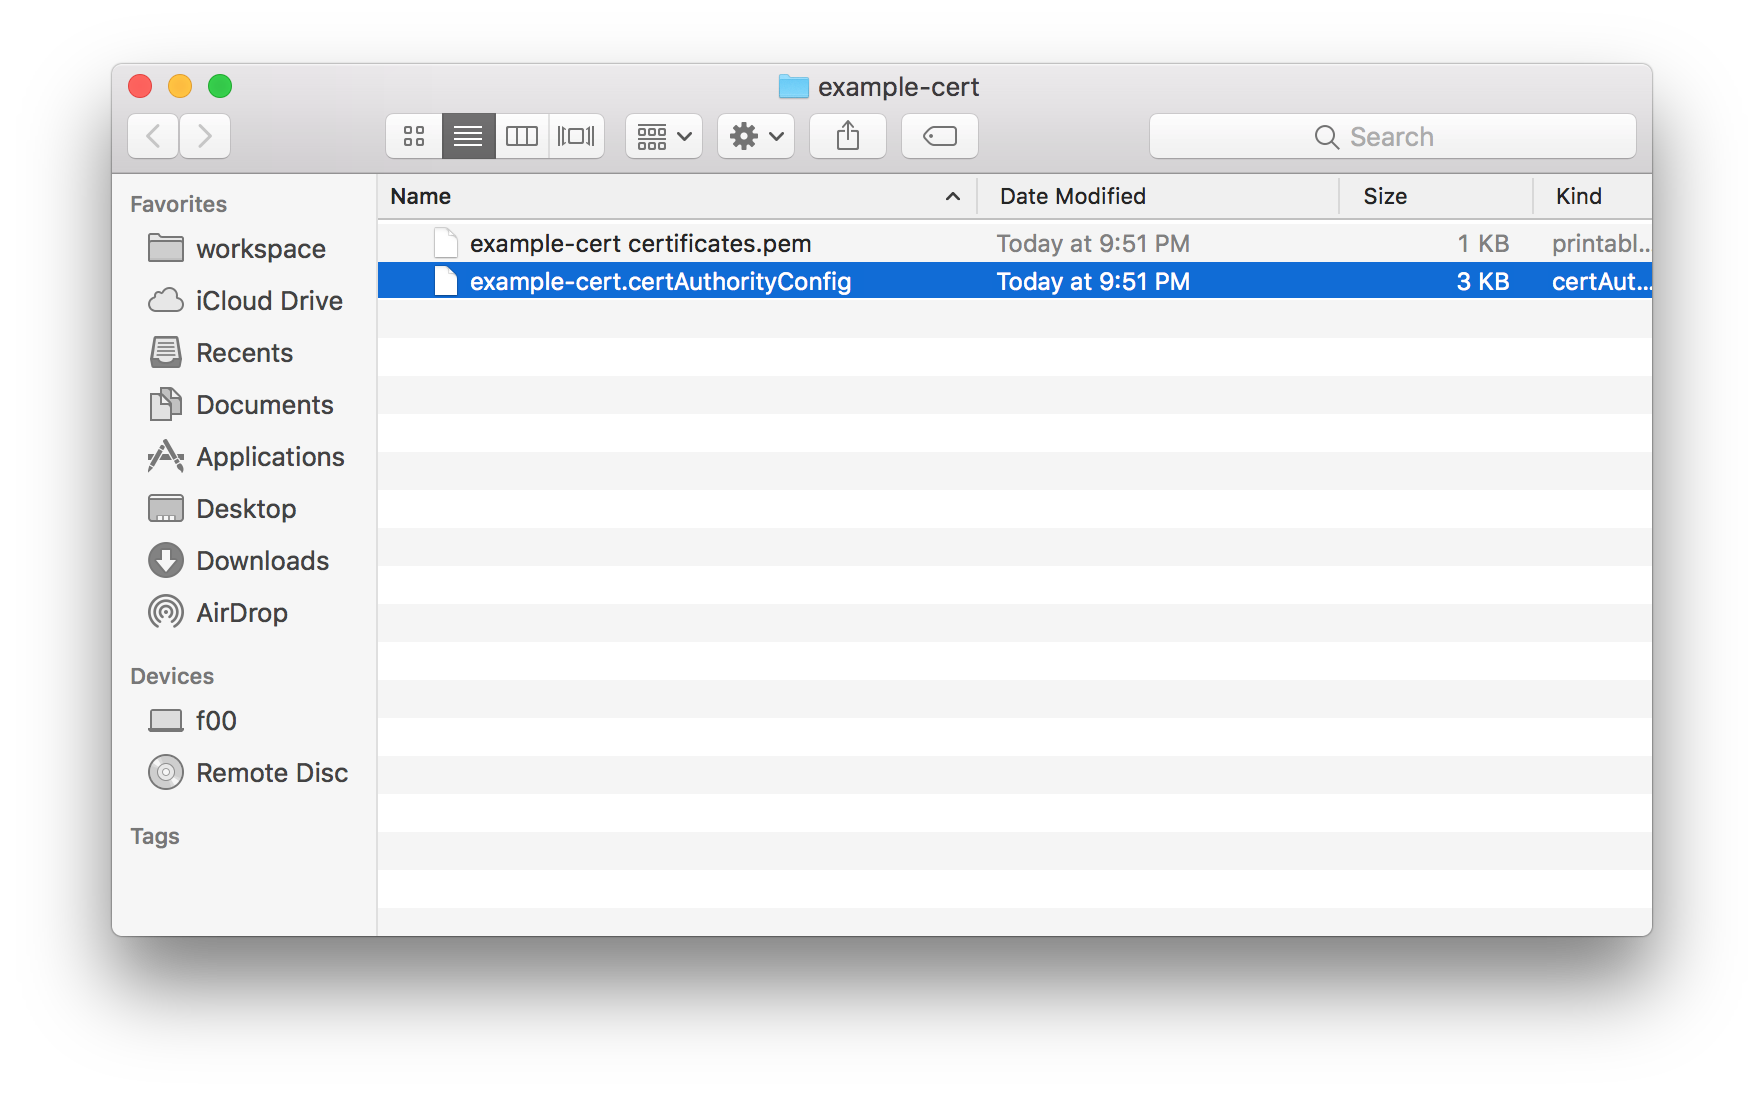 example-cert
Search
Favorites
workspace
iCloud Drive
Recents
Documents
Applications
Desktop
Downloads
AirDrop
Devices
f00
Remote Disc
Tags
Name Date Modified Size Kind
example-cert certificates.pem Today at 9:51 PM 1 KB printabl...
example-cert.certAuthorityConfig Today at 9:51 PM 3 KB certAut...